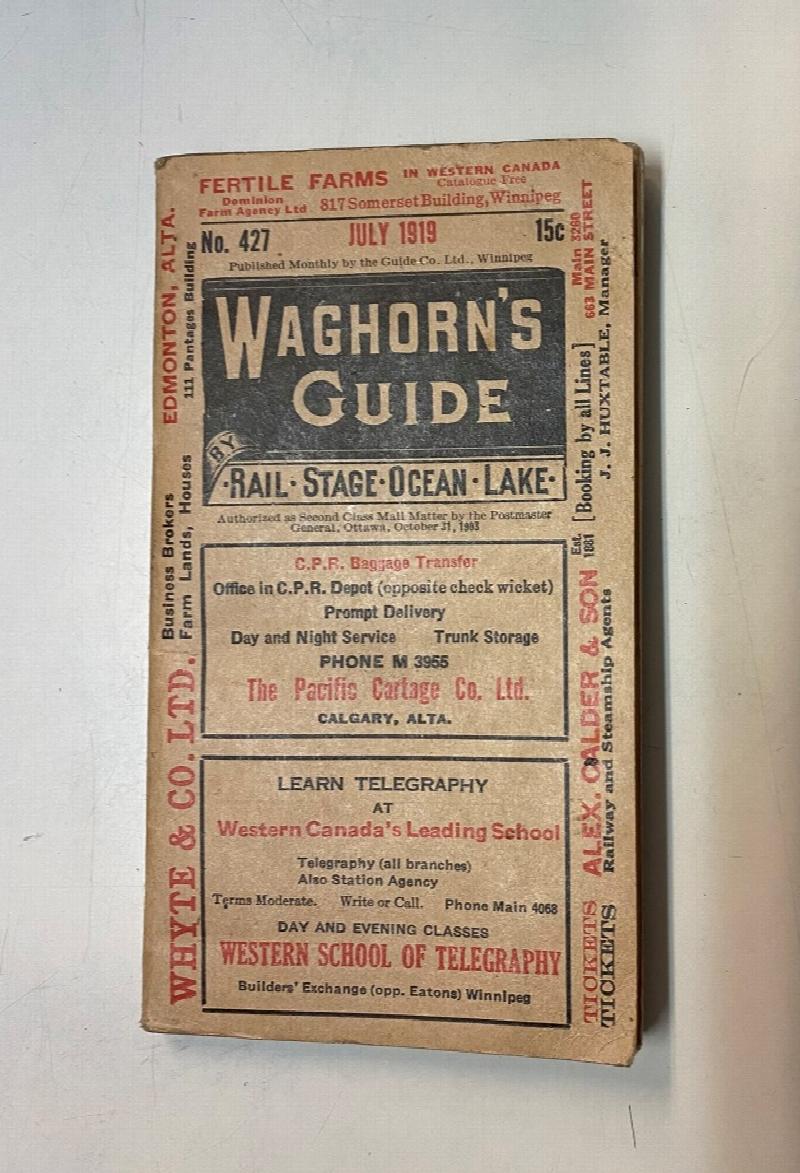 FERTILE FARMS IN WESTERN CANADA
Catalogue Free
Dominion
Farm Agency Ltd 817 Somerset Building, Winnipeg
No. 427 JULY 1919 15c
Published Monthly by the Guide Co. Ltd., Winnipeg
WAGHORN'S
GUIDE
BY
·RAIL·STAGE·OCEAN·LAKE·
Authorized as Second Class Mail Matter by the Postmaster
General, Ottawa, October 31, 1903
C.P.R. Baggage Transfer
Office in C.P.R. Depot (opposite check wicket)
Prompt Delivery
Day and Night Service Trunk Storage
PHONE M 3955
The Pacific Cartage Co. Ltd.
CALGARY, ALTA.
LEARN TELEGRAPHY
AT
Western Canada's Leading School
Telegraphy (all branches)
Also Station Agency
Terms Moderate. Write or Call. Phone Main 4068
DAY AND EVENING CLASSES
WESTERN SCHOOL OF TELEGRAPHY
Builders' Exchange (opp. Eatons) Winnipeg
WHYTE & CO. LTD. Business Brokers EDMONTON, ALTA.
Farm Lands, Houses 111 Pantages Building
TICKETS ALEX. CALDER & SON Est. 1881 [Booking by all Lines] Main 3260
663 MAIN STREET
TICKETS Railway and Steamship Agents J. J. HUXTABLE, Manager